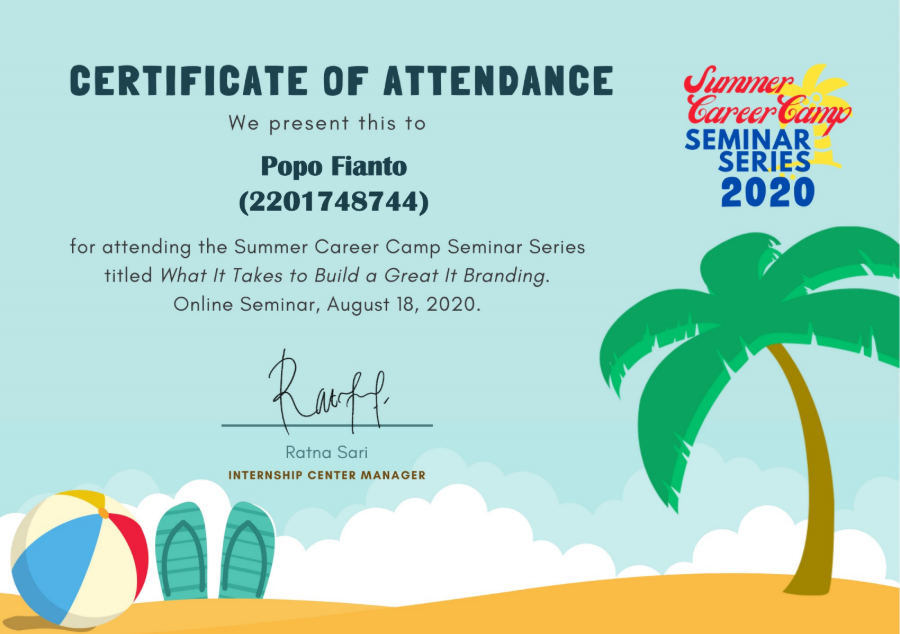 CERTIFICATE OF ATTENDANCE
We present this to
Popo Fianto
(2201748744)
for attending the Summer Career Camp Seminar Series
titled What It Takes to Build a Great It Branding.
Online Seminar, August 18, 2020.
Ratna Sari
INTERNSHIP CENTER MANAGER
Summer
Career Camp
SEMINAR
SERIES
2020